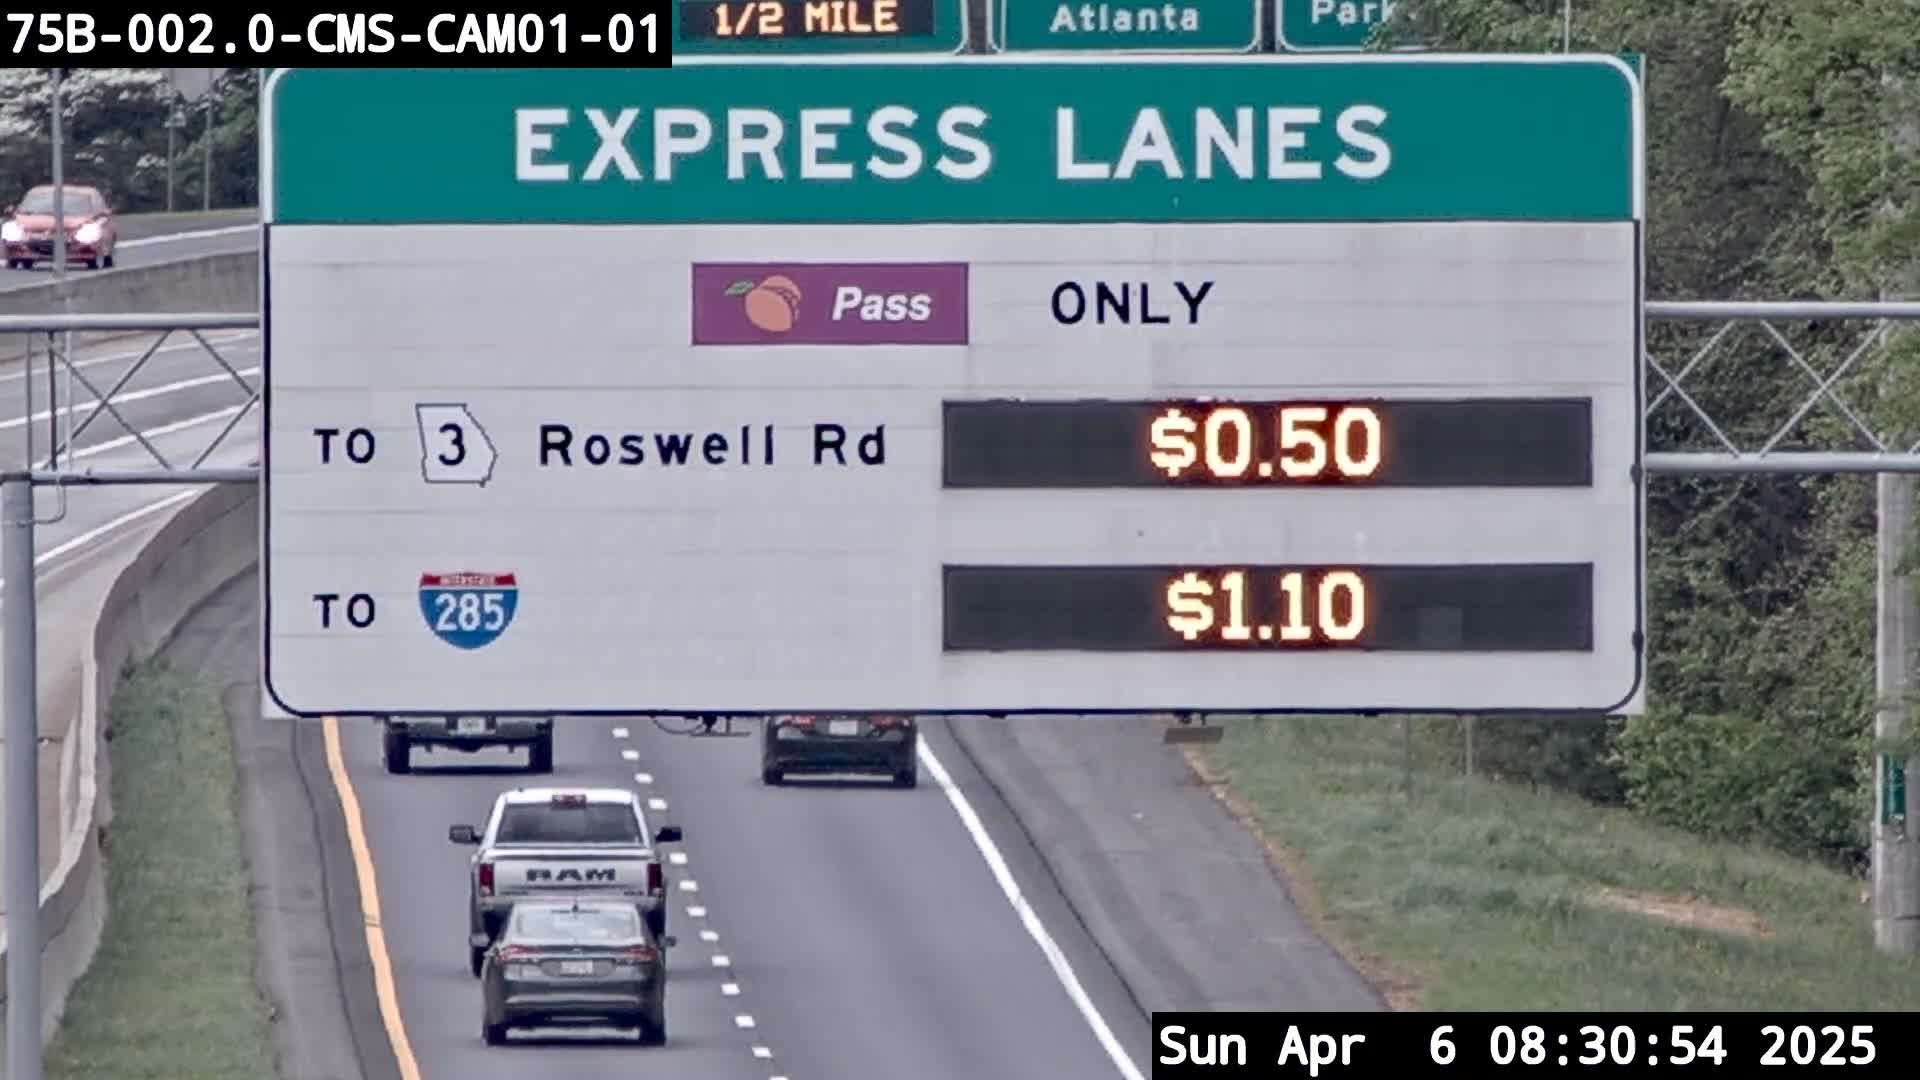 75B-002.0-CMS-CAM01-01
1/2 MILE
Atlanta
Park
EXPRESS LANES
Pass ONLY
TO 3 Roswell Rd $0.50
TO INTERSTATE 285 $1.10
RAM
Sun Apr 6 08:30:54 2025